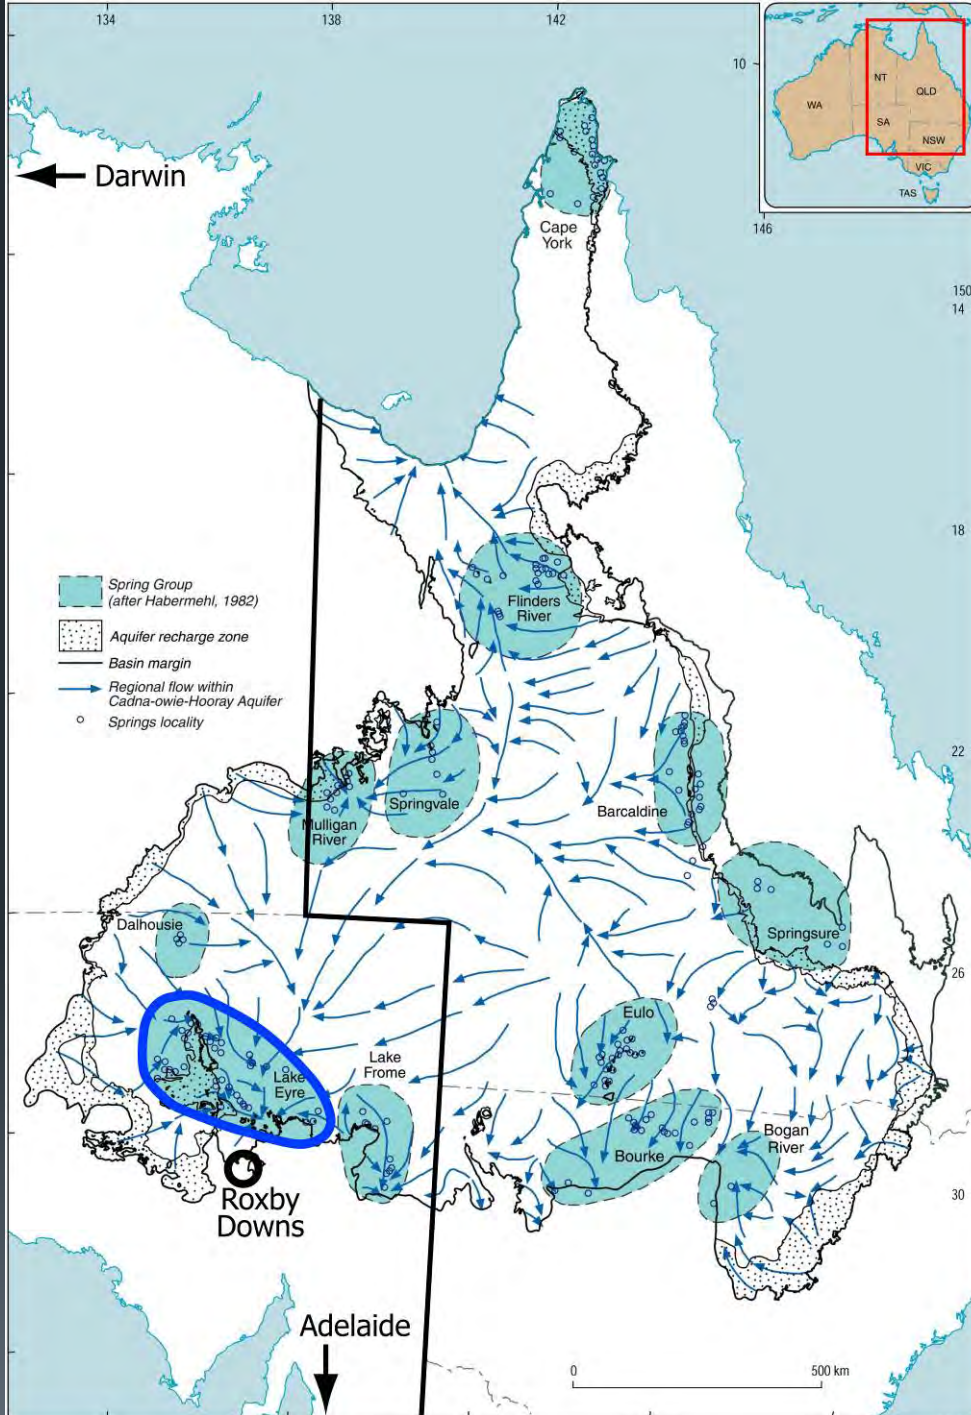 134
138
142
10
NT
QLD
WA
SA
NSW
VIC
TAS
146
Darwin
Cape
York
150
14
18
Spring Group
(after Habermehl, 1982)
Aquifer recharge zone
Basin margin
Regional flow within
Cadna-owie-Hooray Aquifer
Springs locality
Flinders
River
22
Springvale
Mulligan
River
Barcaldine
Dalhousie
Springsure
26
Eulo
Lake
Eyre
Lake
Frome
Bourke
Bogan
River
30
Roxby
Downs
Adelaide
0
500 km